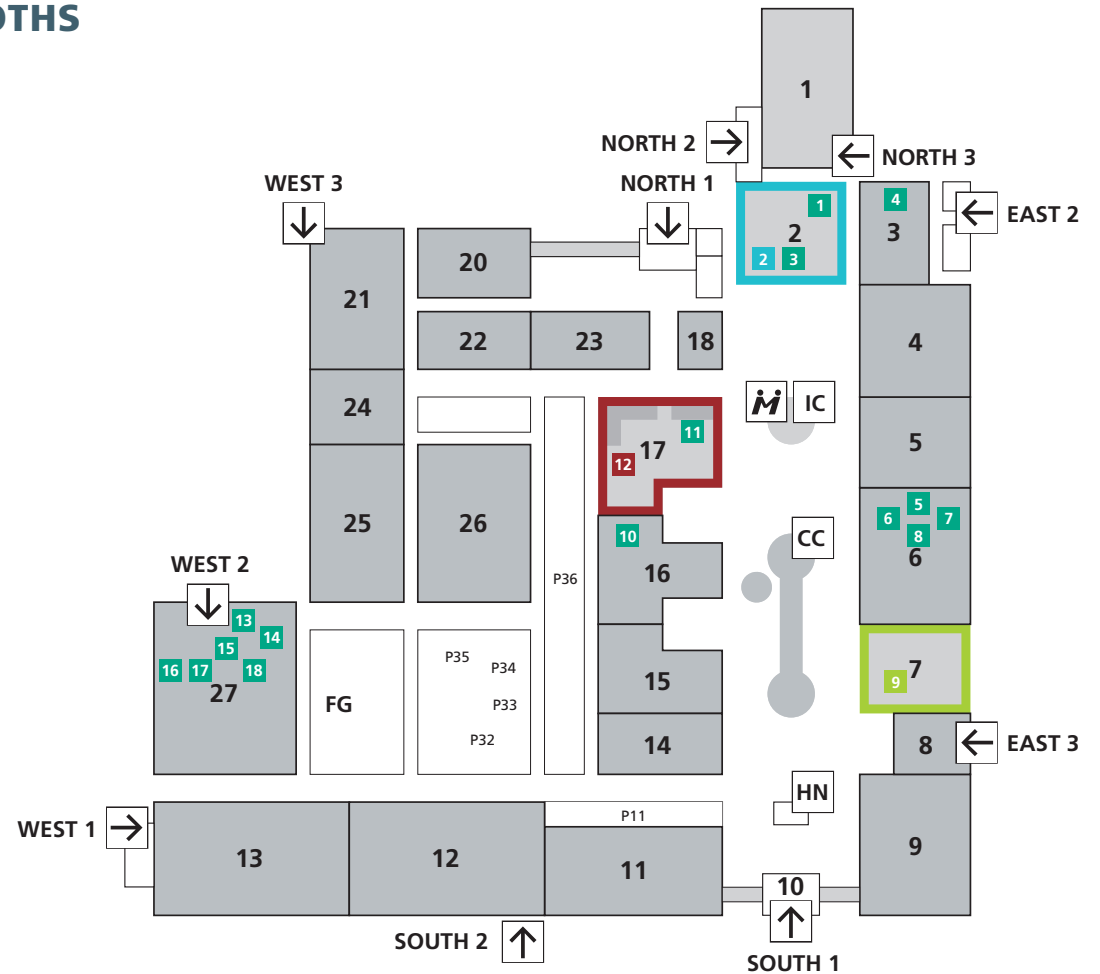 OTHS
1
NORTH 2
NORTH 3
WEST 3
NORTH 1
1
4
EAST 2
2
3
2
3
20
21
22
23
18
4
24
IC
11
17
12
5
25
26
5
6
7
8
6
10
CC
16
P36
WEST 2
13
14
15
16
17
18
27
P35
P34
FG
P33
P32
15
7
9
14
8
EAST 3
HN
P11
WEST 1
13
12
11
10
9
SOUTH 2
SOUTH 1